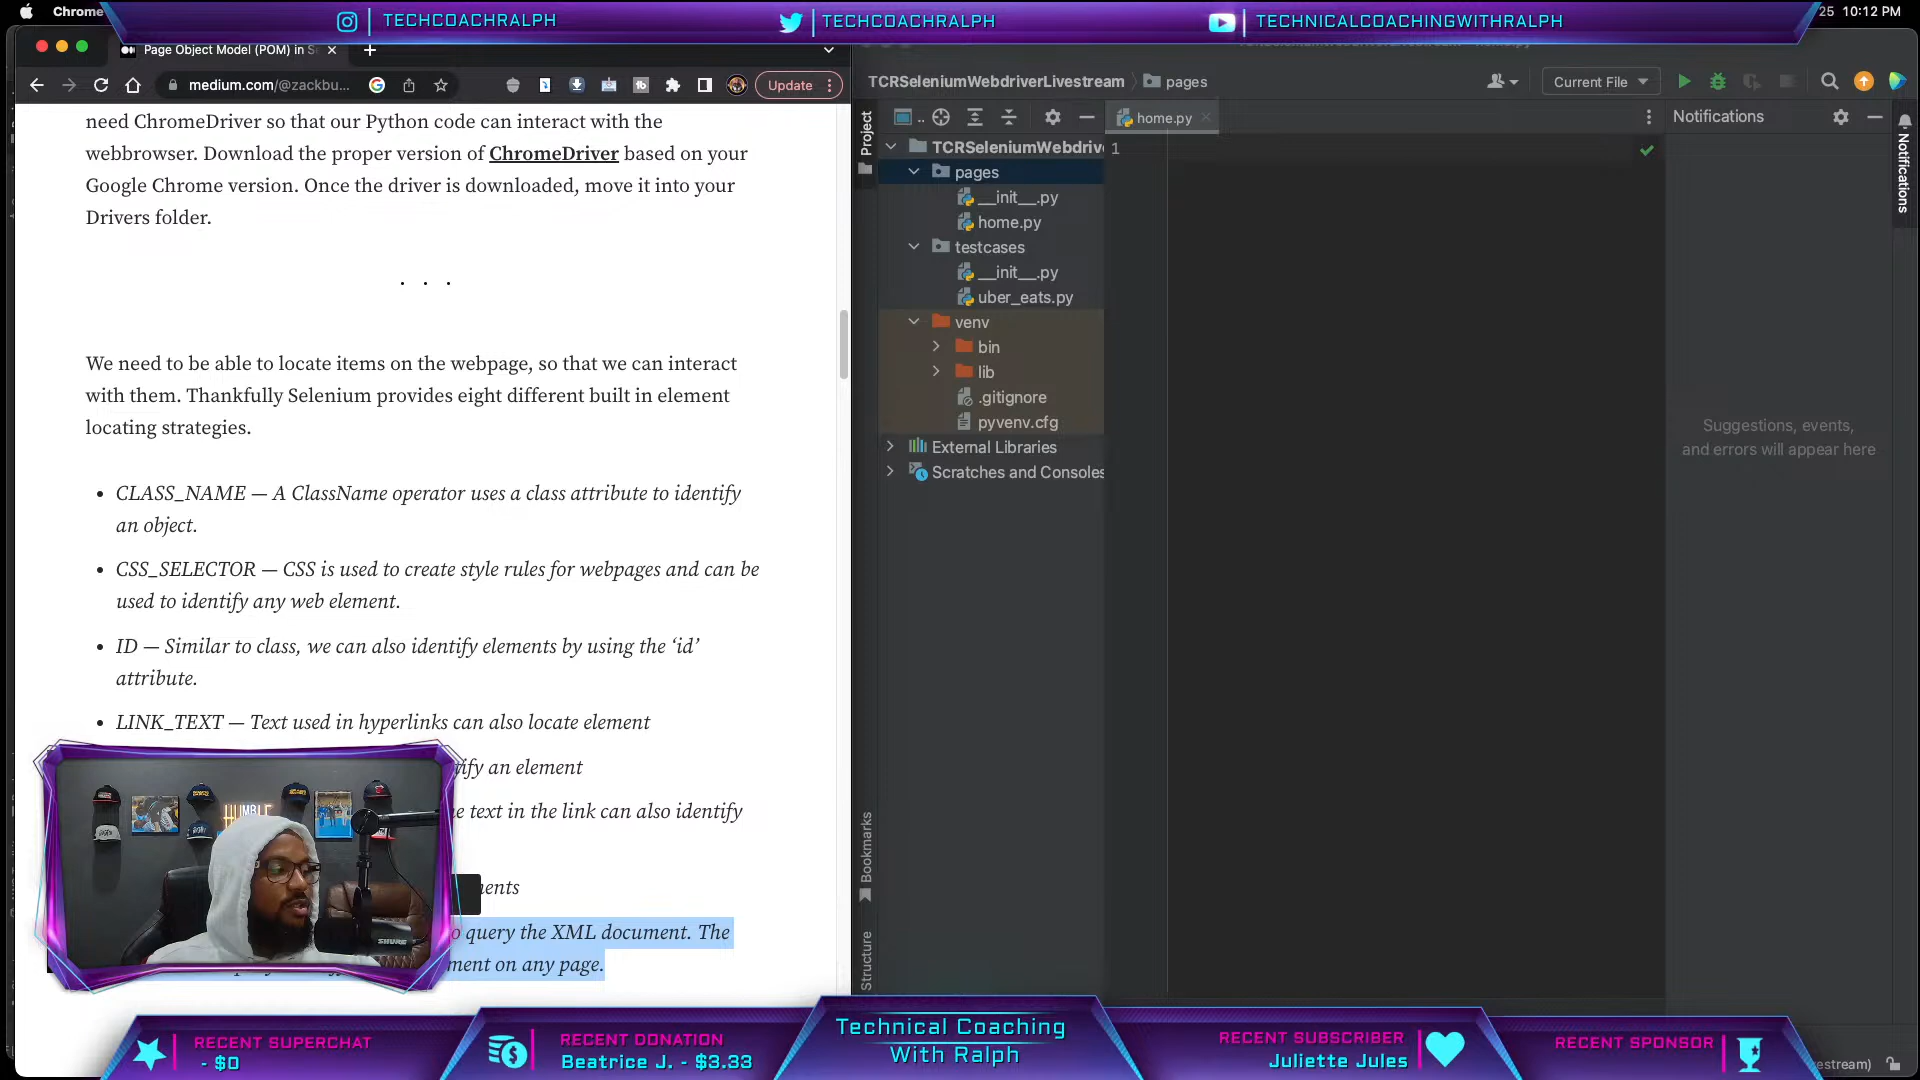 Chrome
TECHCOACHRALPH
TECHCOACHRALPH
TECHNICALCOACHINGWITHRALPH
25 10:12 PM
Page Object Model (POM) in S
medium.com/@zackbu...
Update
need ChromeDriver so that our Python code can interact with the
webbrowser. Download the proper version of ChromeDriver based on your
Google Chrome version. Once the driver is downloaded, move it into your
Drivers folder.
. . .
We need to be able to locate items on the webpage, so that we can interact
with them. Thankfully Selenium provides eight different built in element
locating strategies.
• CLASS_NAME — A ClassName operator uses a class attribute to identify
an object.
• CSS_SELECTOR — CSS is used to create style rules for webpages and can be
used to identify any web element.
• ID — Similar to class, we can also identify elements by using the ‘id’
attribute.
• LINK_TEXT — Text used in hyperlinks can also locate element
an element
text in the link can also identify
query the XML document. The
on any page.
HUMBLE
SHURE
TCRSeleniumWebdriverLivestream
pages
Current File
Project
home.py
TCRSeleniumWebdrive
pages
__init__.py
home.py
testcases
__init__.py
uber_eats.py
venv
bin
lib
.gitignore
pyvenv.cfg
External Libraries
Scratches and Consoles
1
Notifications
Notifications
Suggestions, events,
and errors will appear here
Bookmarks
Structure
RECENT SUPERCHAT
- $0
RECENT DONATION
Beatrice J. - $3.33
Technical Coaching
With Ralph
RECENT SUBSCRIBER
Juliette Jules
RECENT SPONSOR